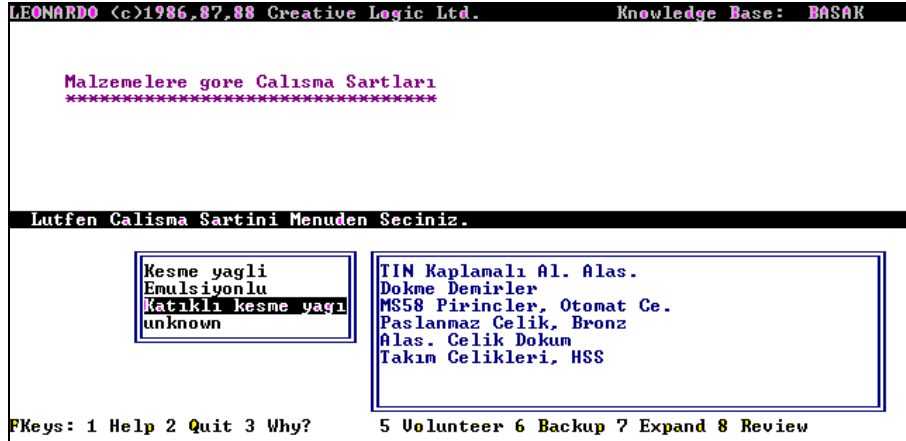 LEONARDO (c)1986,87,88 Creative Logic Ltd. Knowledge Base: BASAK
Malzemelere gore Calısma Sartları
*********************************
Lutfen Calisma Sartini Menuden Seciniz.
Kesme yagli
Emulsiyonlu
Katıklı kesme yagı
unknown
TIN Kaplamalı Al. Alas.
Dokme Demirler
MS58 Pirincler, Otomat Ce.
Paslanmaz Celik, Bronz
Alas. Celik Dokum
Takım Celikleri, HSS
FKeys: 1 Help 2 Quit 3 Why? 5 Volunteer 6 Backup 7 Expand 8 Review